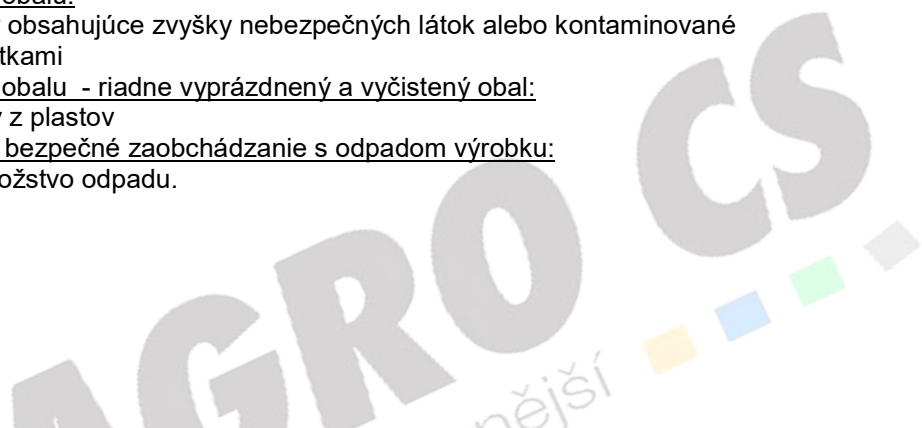 obalu:
obsahujúce zvyšky nebezpečných látok alebo kontaminované
tkami
obalu - riadne vyprázdnený a vyčistený obal:
z plastov
bezpečné zaobchádzanie s odpadom výrobku:
ožstvo odpadu.
AGRO CS
nější